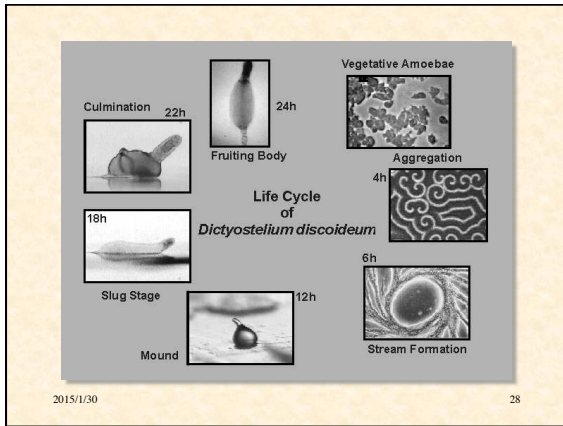 Vegetative Amoebae
Culmination
22h
24h
Fruiting Body
Aggregation
4h
Life Cycle
of
Dictyostelium discoideum
18h
6h
Slug Stage
12h
Mound
Stream Formation
2015/1/30
28